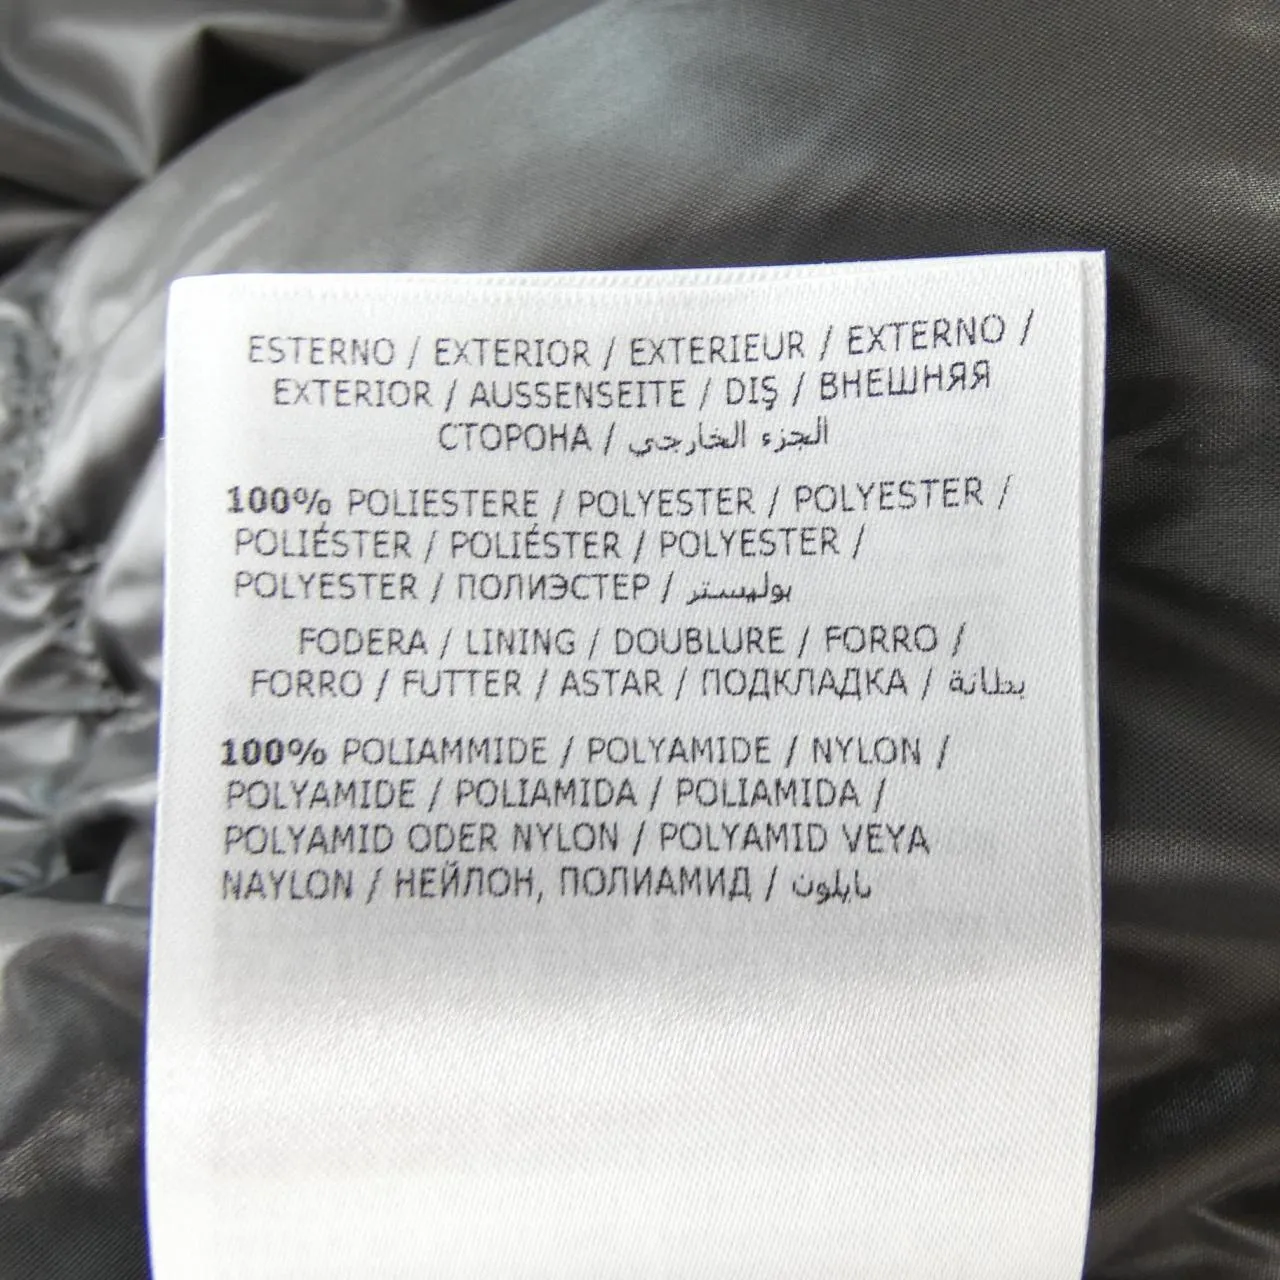 ESTERNO / EXTERIOR / EXTERIEUR / EXTERNO /
EXTERIOR / AUSSENSEITE / DIŞ / ВНЕШНЯЯ
СТОРОНА / الجزء الخارجي
100% POLIESTERE / POLYESTER / POLYESTER /
POLIÉSTER / POLIÉSTER / POLYESTER /
POLYESTER / ПОЛИЭСТЕР / بوليستر
FODERA / LINING / DOUBLURE / FORRO /
FORRO / FUTTER / ASTAR / ПОДКЛАДКА / بطانة
100% POLIAMMIDE / POLYAMIDE / NYLON /
POLYAMIDE / POLIAMIDA / POLIAMIDA /
POLYAMID ODER NYLON / POLYAMID VEYA
NAYLON / НЕЙЛОН, ПОЛИАМИД / نايلون